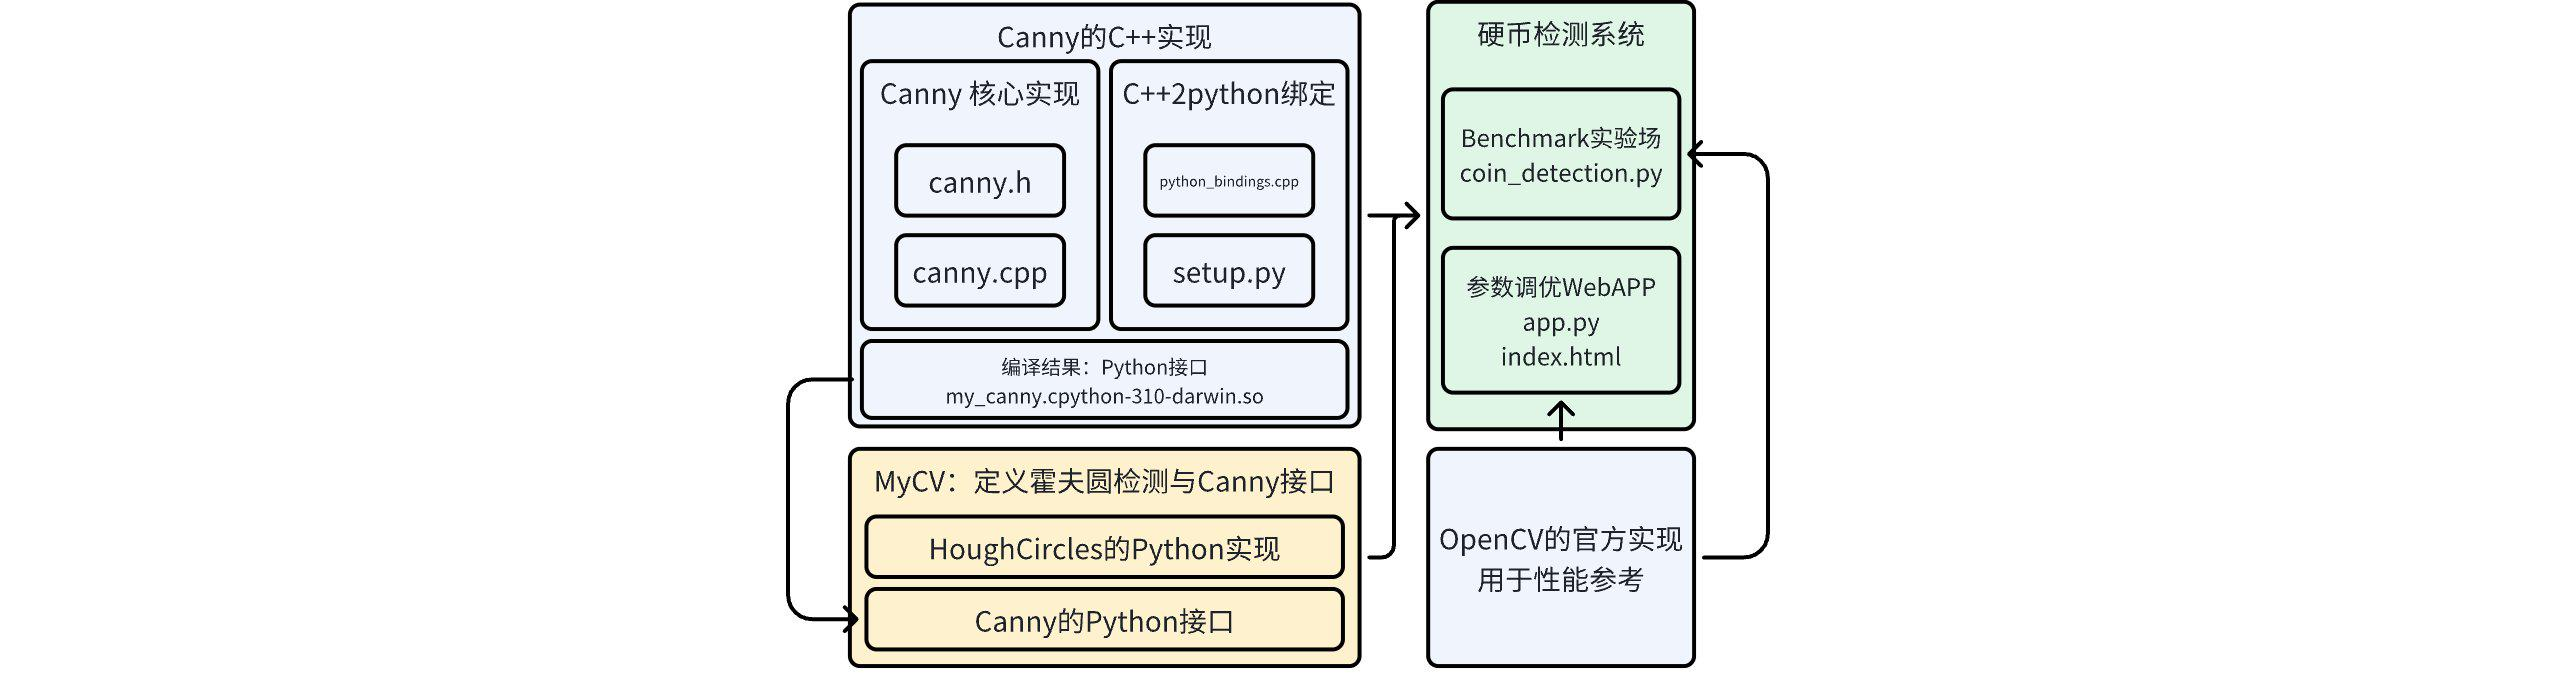 Canny的C++实现
Canny 核心实现
canny.h
canny.cpp
C++2python绑定
python_bindings.cpp
setup.py
编译结果：Python接口
my_canny.cpython-310-darwin.so
MyCV：定义霍夫圆检测与Canny接口
HoughCircles的Python实现
Canny的Python接口
硬币检测系统
Benchmark实验场
coin_detection.py
参数调优WebAPP
app.py
index.html
OpenCV的官方实现
用于性能参考